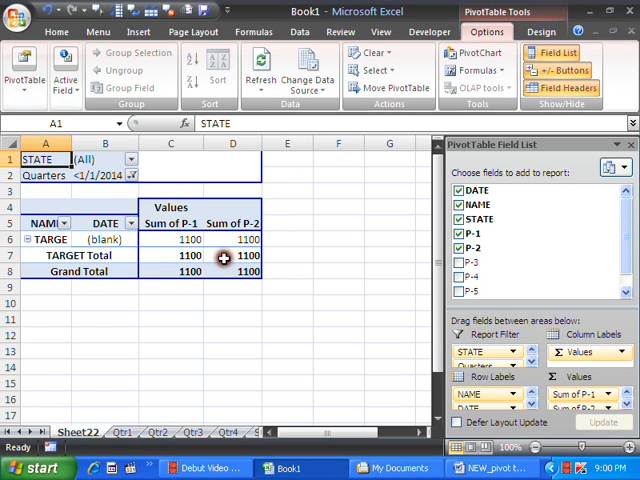 Book1 - Microsoft Excel
PivotTable Tools
Home
Insert
Page Layout
Formulas
Data
Review
View
Developer
Options
Design
PivotTable
Active Field
Group Selection
Ungroup
Group Field
Group
Sort
Sort
Refresh
Change Data Source
Data
Clear
Select
Move PivotTable
Actions
PivotChart
Formulas
OLAP tools
Tools
Field List
+/- Buttons
Field Headers
Show/Hide
A1
fx
STATE
A B C D E F G
1 STATE (All)
2 Quarters <1/1/2014
3
4 Values
5 NAME DATE Sum of P-1 Sum of P-2
6 TARGE (blank) 1100 1100
7 TARGET Total 1100 1100
8 Grand Total 1100 1100
9
10
11
12
13
14
15
16
17
PivotTable Field List
Choose fields to add to report:
DATE
NAME
STATE
P-1
P-2
P-3
P-4
P-5
Drag fields between areas below:
Report Filter
Column Labels
STATE
Σ Values
Quarters
Row Labels
Σ Values
NAME
Sum of P-1
DATE
Sum of P-2
Defer Layout Update
Update
Sheet22 Qtr1 Qtr2 Qtr3 Qtr4 S
Ready
100%
start
Debut Video ...
Book1
My Documents
NEW_pivot t...
9:00 PM